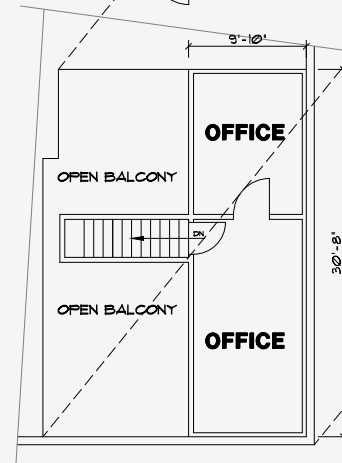 9'-10"
OFFICE
OPEN BALCONY
DN
30'-8"
OPEN BALCONY
OFFICE